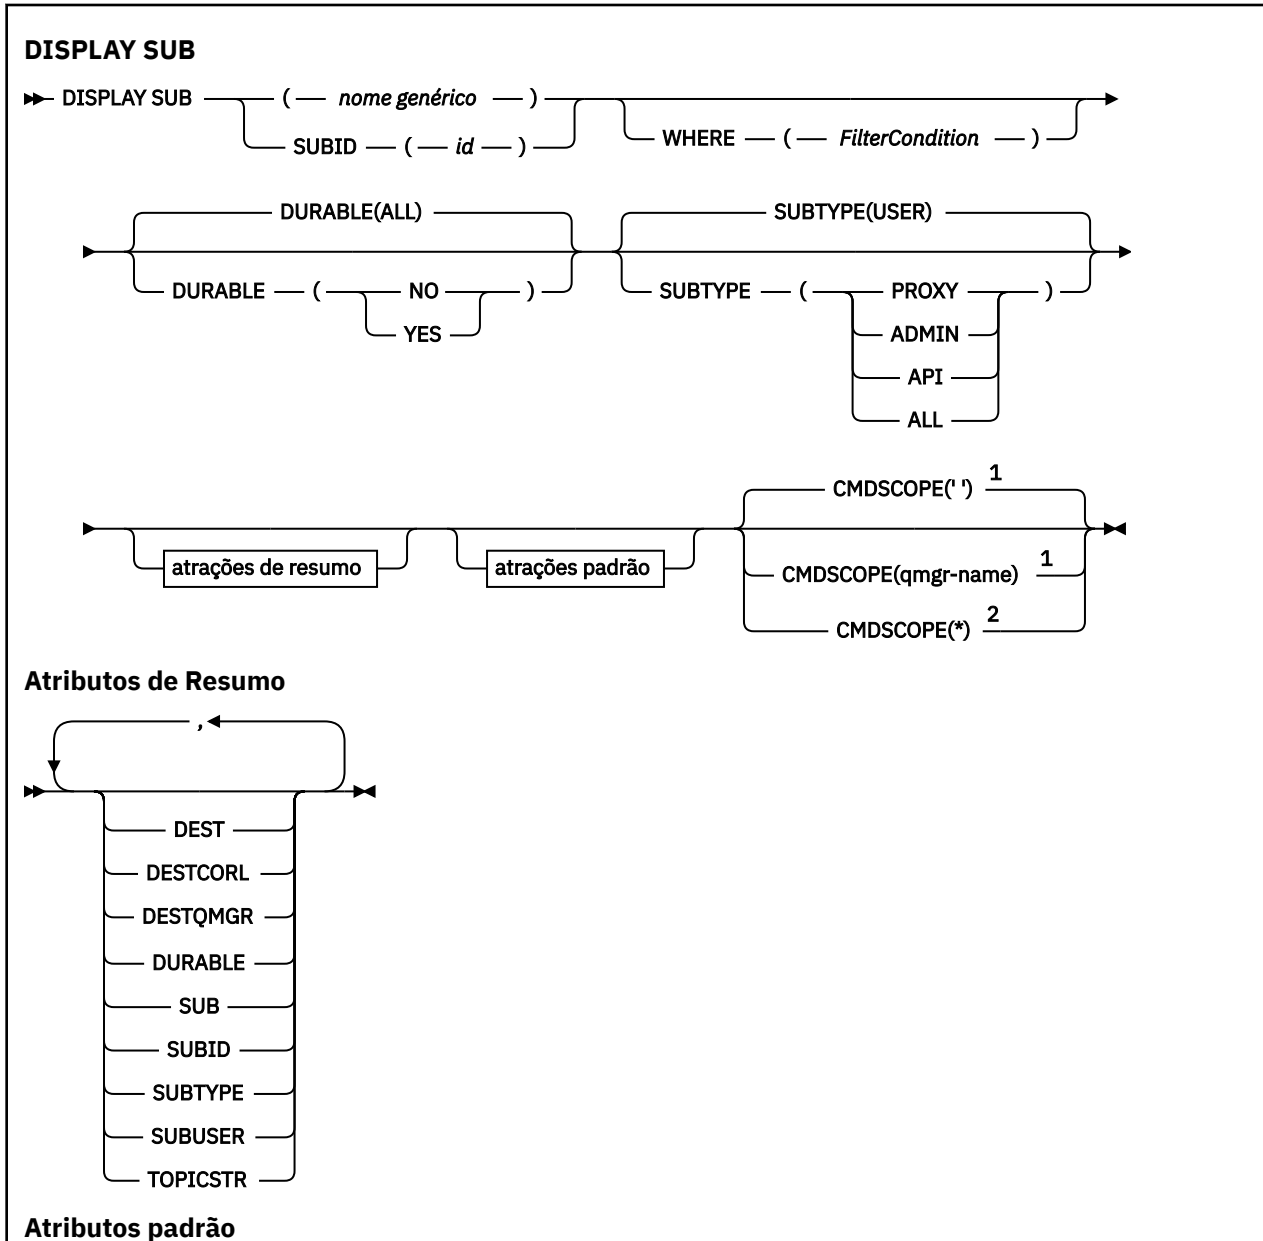 DISPLAY SUB
DISPLAY SUB ( nome genérico )
SUBID ( id )
WHERE ( FilterCondition )
DURABLE(ALL)
DURABLE ( NO )
YES
SUBTYPE(USER)
SUBTYPE ( PROXY )
ADMIN
API
ALL
atrações de resumo
atrações padrão
CMDSCOPE(' ') 1
CMDSCOPE(qmgr-name) 1
CMDSCOPE(*) 2
Atributos de Resumo
,
DEST
DESTCORL
DESTQMGR
DURABLE
SUB
SUBID
SUBTYPE
SUBUSER
TOPICSTR
Atributos padrão